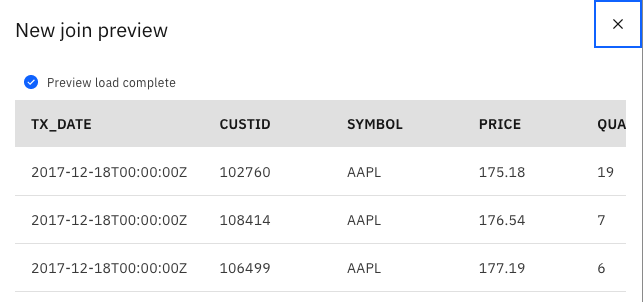 New join preview
Preview load complete
TX_DATE CUSTID SYMBOL PRICE QUA
2017-12-18T00:00:00Z 102760 AAPL 175.18 19
2017-12-18T00:00:00Z 108414 AAPL 176.54 7
2017-12-18T00:00:00Z 106499 AAPL 177.19 6